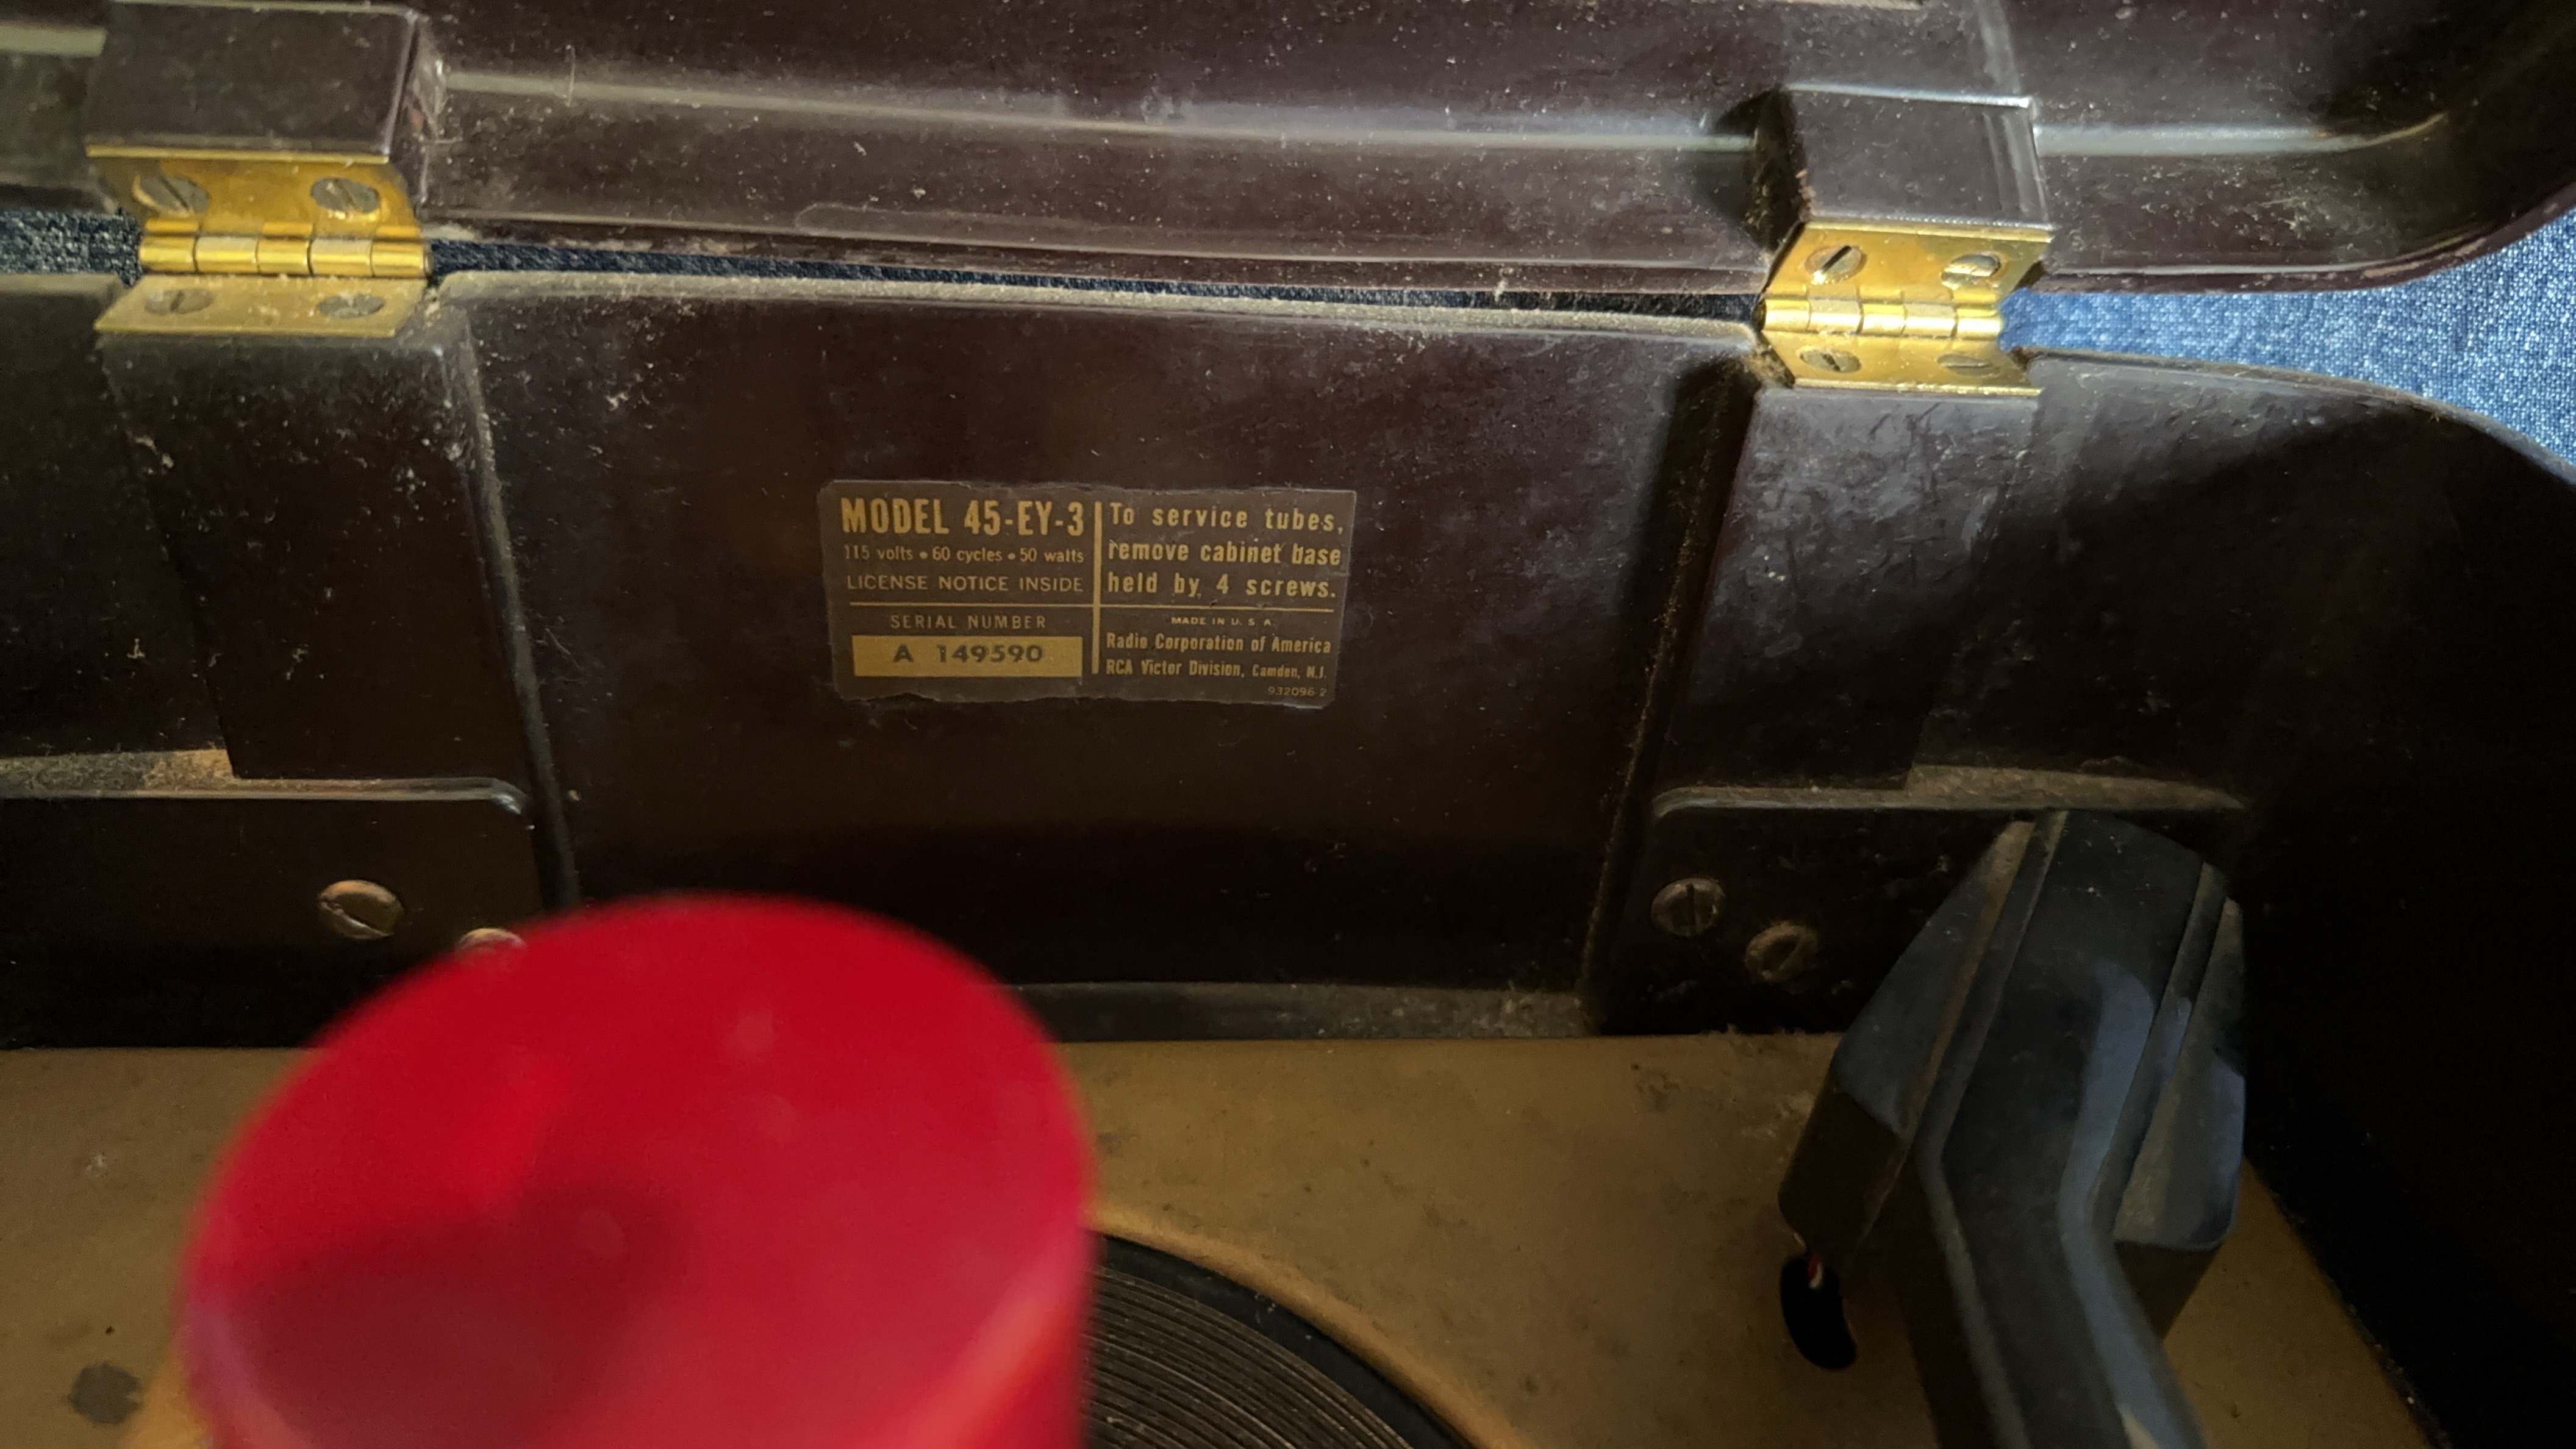 MODEL 45-EY-3
115 volts • 60 cycles • 50 watts
LICENSE NOTICE INSIDE
SERIAL NUMBER
A 149590
To service tubes,
remove cabinet base
held by 4 screws.
MADE IN U. S. A.
Radio Corporation of America
RCA Victor Division, Camden, N.J.
932096-2